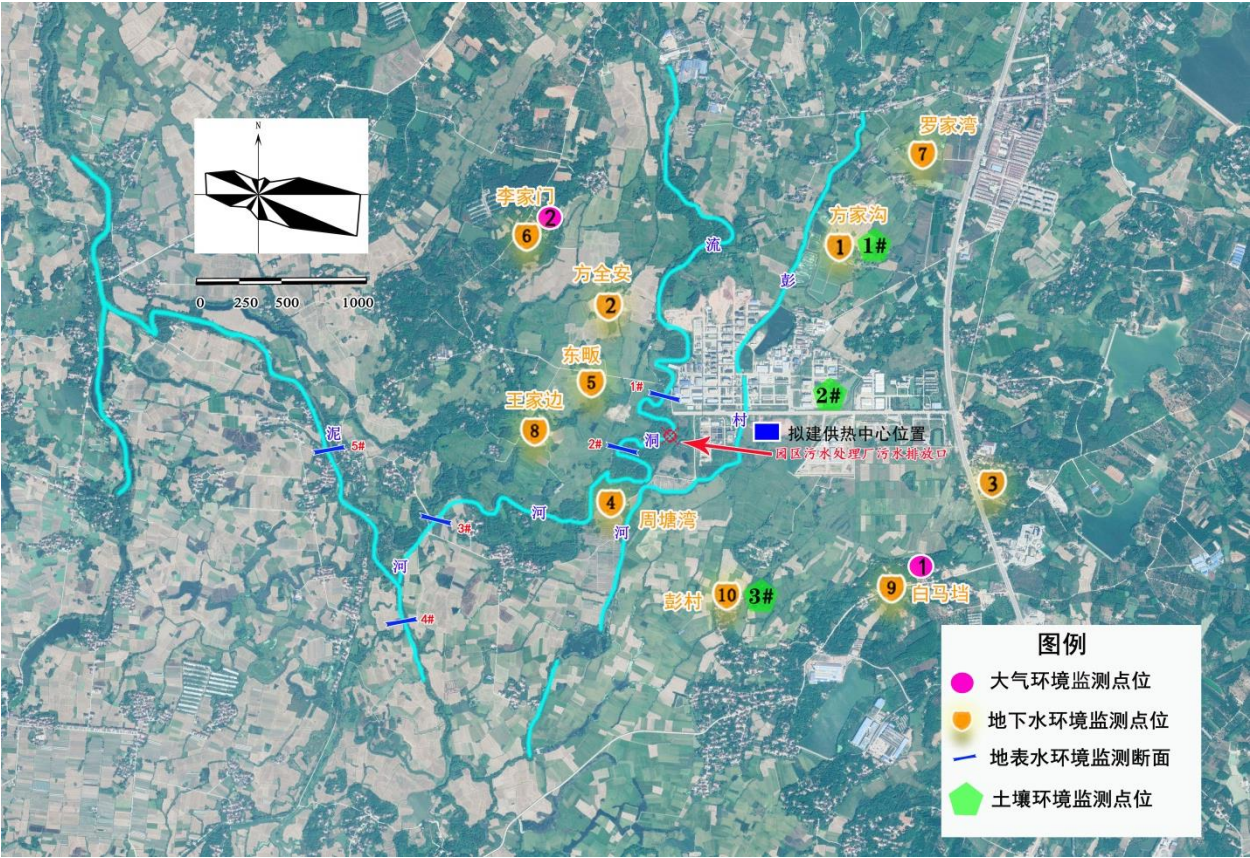 罗家湾
7
N
李家门
2
6
方家沟
1
1#
流
彭
0 250 500 1000
方全安
2
东畈
5
1#
王家边
8
2#
村
拟建供热中心位置
园区污水处理厂污水排放口
洞
2#
泥
5#
3
4
周塘湾
河
河
3#
河
1
9
白马垱
彭村
10
3#
4#
图例
大气环境监测点位
地下水环境监测点位
地表水环境监测断面
土壤环境监测点位